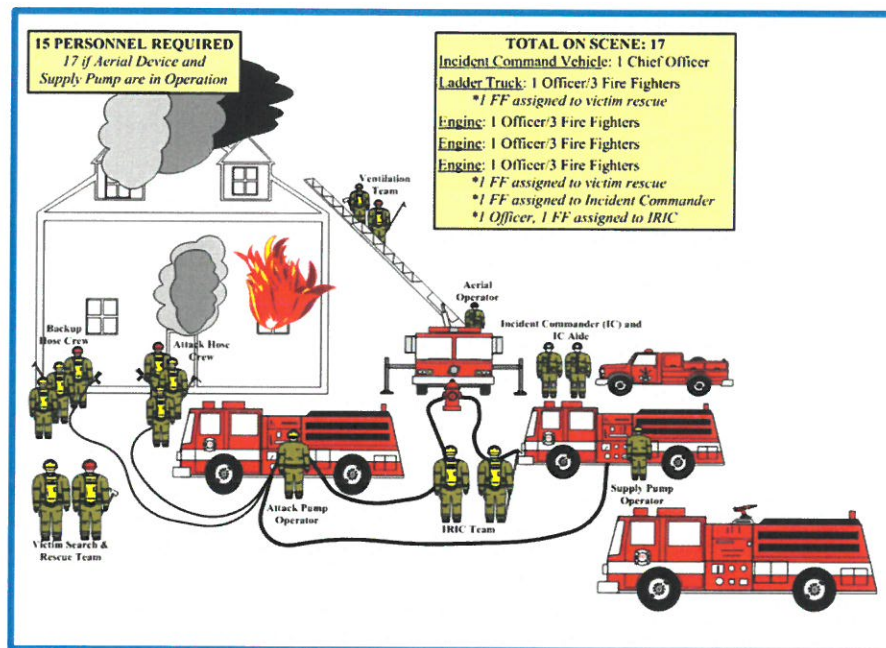 15 PERSONNEL REQUIRED
17 if Aerial Device and
Supply Pump are in Operation
TOTAL ON SCENE: 17
Incident Command Vehicle: 1 Chief Officer
Ladder Truck: 1 Officer/3 Fire Fighters
*1 FF assigned to victim rescue
Engine: 1 Officer/3 Fire Fighters
Engine: 1 Officer/3 Fire Fighters
Engine: 1 Officer/3 Fire Fighters
*1 FF assigned to victim rescue
*1 FF assigned to Incident Commander
*1 Officer, 1 FF assigned to IRIC
Ventilation
Team
Aerial
Operator
Incident Commander (IC) and
IC Aide
Backup
Hose Crew
Attack Hose
Crew
Attack Pump
Operator
IRIC Team
Supply Pump
Operator
Victim Search &
Rescue Team